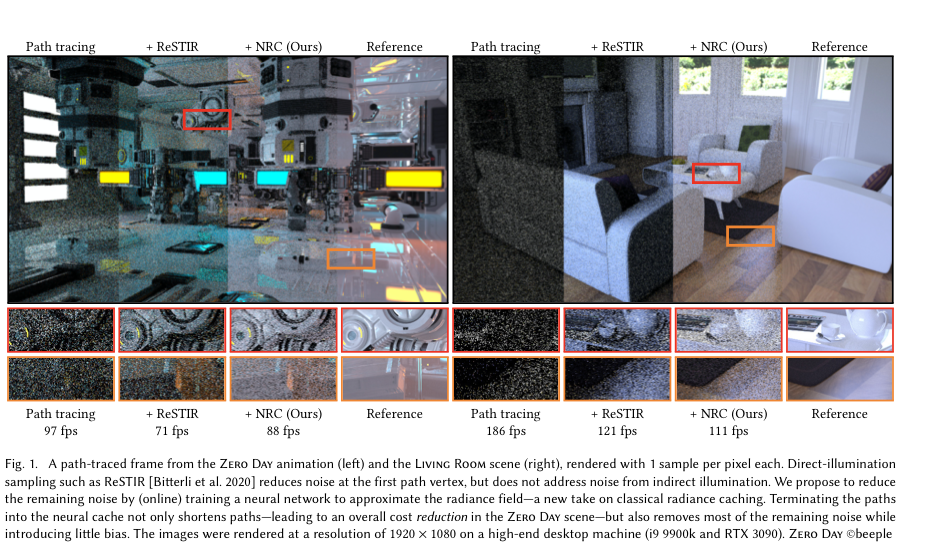 Path tracing + ReSTIR + NRC (Ours) Reference Path tracing + ReSTIR + NRC (Ours) Reference
Path tracing + ReSTIR + NRC (Ours) Reference Path tracing + ReSTIR + NRC (Ours) Reference
97 fps 71 fps 88 fps 186 fps 121 fps 111 fps
Fig. 1. A path-traced frame from the Zero Day animation (left) and the Living Room scene (right), rendered with 1 sample per pixel each. Direct-illumination
sampling such as ReSTIR [Bitterli et al. 2020] reduces noise at the first path vertex, but does not address noise from indirect illumination. We propose to reduce
the remaining noise by (online) training a neural network to approximate the radiance field—a new take on classical radiance caching. Terminating the paths
into the neural cache not only shortens paths—leading to an overall cost reduction in the Zero Day scene—but also removes most of the remaining noise while
introducing little bias. The images were rendered at a resolution of 1920 × 1080 on a high-end desktop machine (i9 9900k and RTX 3090). Zero Day ©beeple